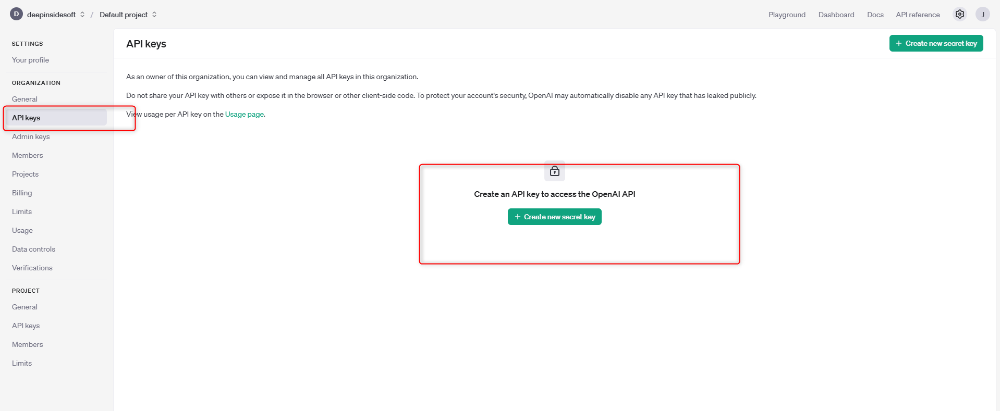 D deepinsidesoft / Default project
Playground Dashboard Docs API reference J
SETTINGS
Your profile
ORGANIZATION
General
API keys
Admin keys
Members
Projects
Billing
Limits
Usage
Data controls
Verifications
PROJECT
General
API keys
Members
Limits
API keys
+ Create new secret key
As an owner of this organization, you can view and manage all API keys in this organization.
Do not share your API key with others or expose it in the browser or other client-side code. To protect your account's security, OpenAI may automatically disable any API key that has leaked publicly.
View usage per API key on the Usage page.
Create an API key to access the OpenAI API
+ Create new secret key